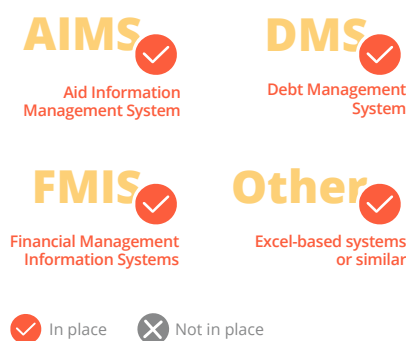 AIMS
Aid Information
Management System
DMS
Debt Management
System
FMIS
Financial Management
Information Systems
Other
Excel-based systems
or similar
In place
Not in place